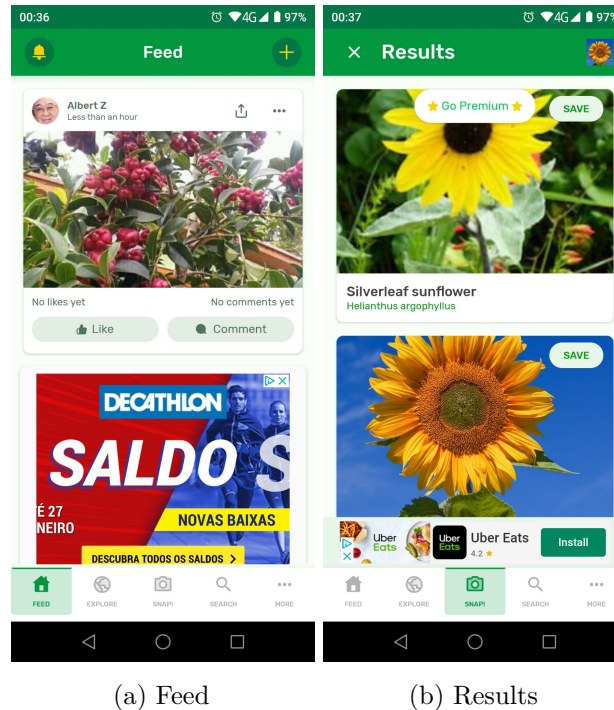 00:36
4G
97%
Feed
Albert Z
Less than an hour
No likes yet
No comments yet
Like
Comment
DECATHLON
SALDO S
É 27
NEIRO
NOVAS BAIXAS
DESCUBRA TODOS OS SALDOS >
FEED
EXPLORE
SNAP!
SEARCH
MORE
(a) Feed
00:37
4G
97%
Results
Go Premium
SAVE
Silverleaf sunflower
Helianthus argophyllus
SAVE
Uber
Eats
Uber
Eats
Uber Eats
4.2
Install
FEED
EXPLORE
SNAP!
SEARCH
MORE
(b) Results